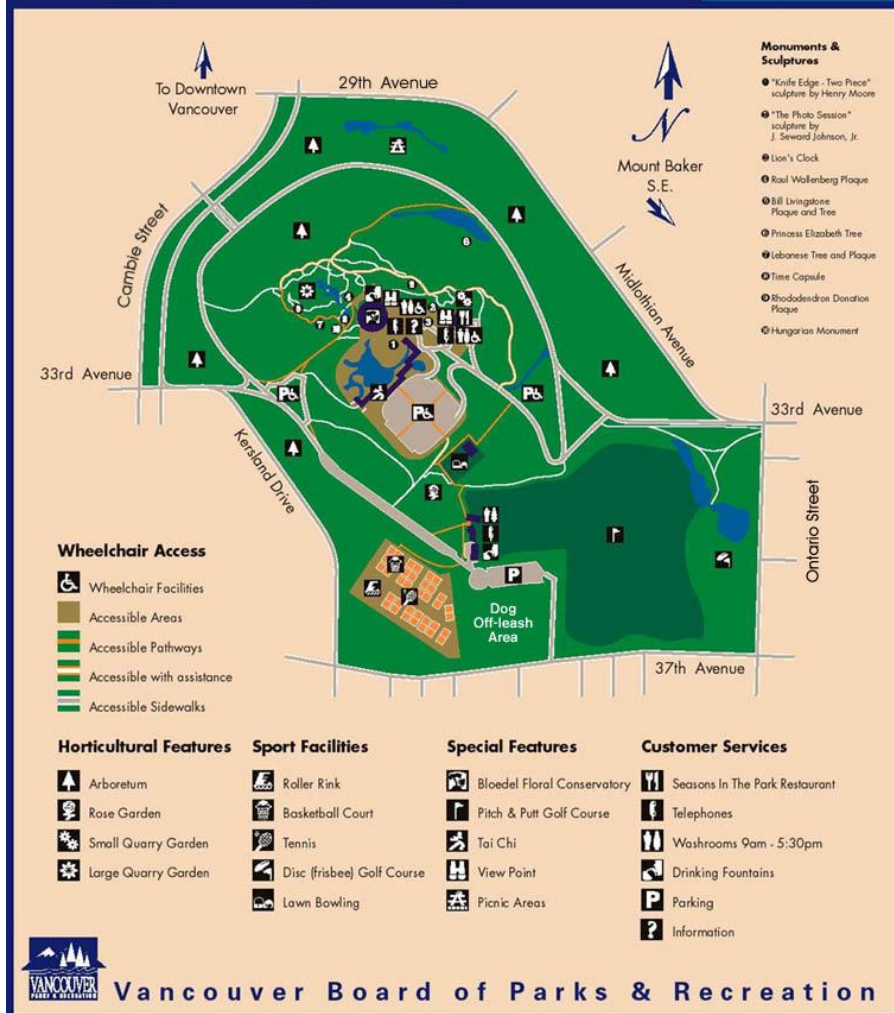 29th Avenue
To Downtown
Vancouver
N
Mount Baker
S.E.
Monuments &
Sculptures
"Knife Edge - Two Piece"
sculpture by Henry Moore
"The Photo Session"
sculpture by
J. Seward Johnson, Jr.
Lion's Clock
Raul Wallenberg Plaque
Bill Livingstone
Plaque and Tree
Princess Elizabeth Tree
Lebanese Tree and Plaque
Time Capsule
Rhododendron Donation
Plaque
Hungarian Monument
Cambie Street
Midlothian Avenue
33rd Avenue
33rd Avenue
Kersland Drive
Ontario Street
P
P
P
P
?
Dog
Off-leash
Area
37th Avenue
Wheelchair Access
Wheelchair Facilities
Accessible Areas
Accessible Pathways
Accessible with assistance
Accessible Sidewalks
Horticultural Features
Arboretum
Rose Garden
Small Quarry Garden
Large Quarry Garden
Sport Facilities
Roller Rink
Basketball Court
Tennis
Disc (frisbee) Golf Course
Lawn Bowling
Special Features
Bloedel Floral Conservatory
Pitch & Putt Golf Course
Tai Chi
View Point
Picnic Areas
Customer Services
Seasons In The Park Restaurant
Telephones
Washrooms 9am - 5:30pm
Drinking Fountains
P Parking
? Information
VANCOUVER
PARKS & RECREATION
Vancouver Board of Parks & Recreation